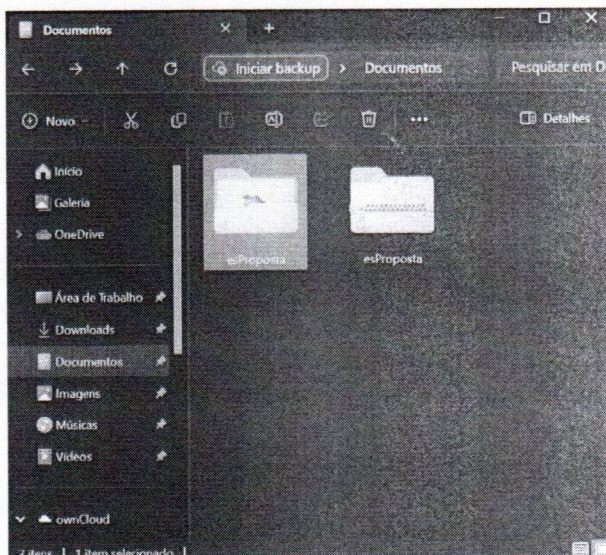 Documentos
Iniciar backup > Documentos Pesquisar em D
Novo Detalhes
Início
Galeria
OneDrive
Área de Trabalho
Downloads
Documentos
Imagens
Músicas
Vídeos
ownCloud
esProposta esProposta
2 itens 1 item selecionado